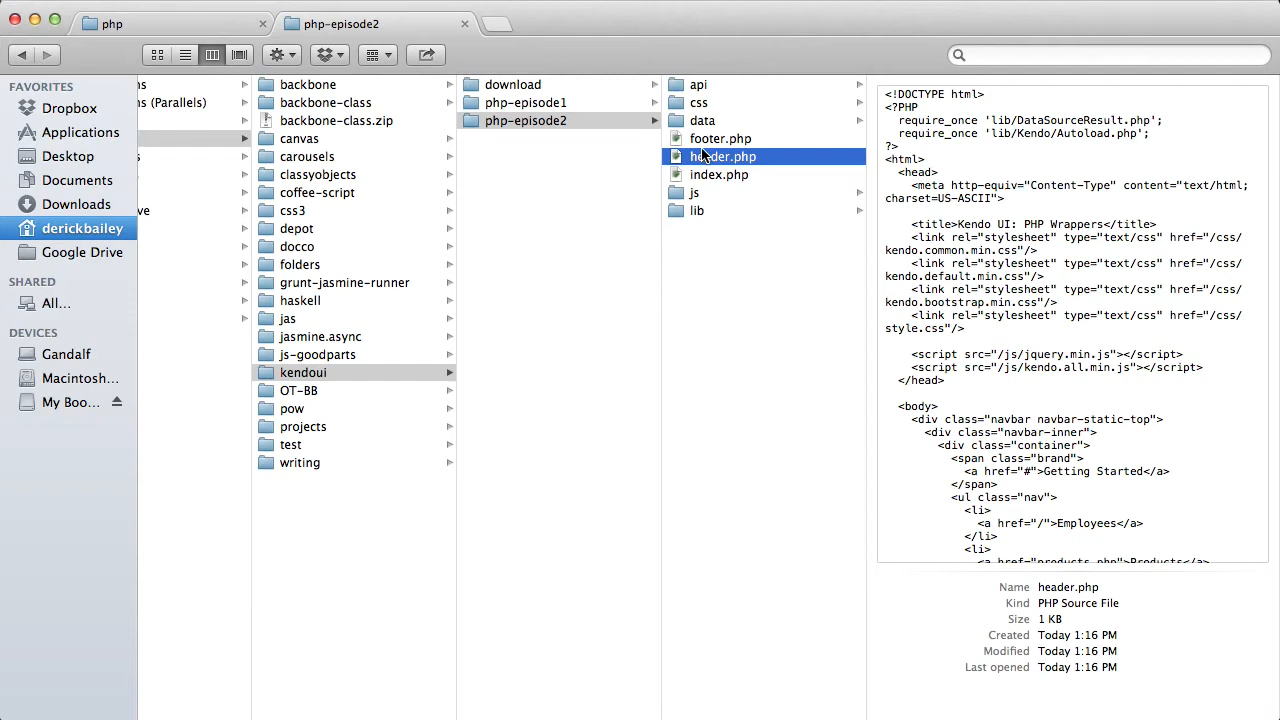 php
php-episode2
FAVORITES
Dropbox
Applications
Desktop
Documents
Downloads
derickbailey
Google Drive
SHARED
All...
DEVICES
Gandalf
Macintosh...
My Boo...
ns
ns (Parallels)
s
ve
backbone
backbone-class
backbone-class.zip
canvas
carousels
classyobjects
coffee-script
css3
depot
docco
folders
grunt-jasmine-runner
haskell
jas
jasmine.async
js-goodparts
kendoui
OT-BB
pow
projects
test
writing
download
php-episode1
php-episode2
api
css
data
footer.php
header.php
index.php
js
lib
<!DOCTYPE html>
<?PHP
require_once 'lib/DataSourceResult.php';
require_once 'lib/Kendo/Autoload.php';
?>
<html>
<head>
<meta http-equiv="Content-Type" content="text/html;
charset=US-ASCII">
<title>Kendo UI: PHP Wrappers</title>
<link rel="stylesheet" type="text/css" href="/css/
kendo.common.min.css"/>
<link rel="stylesheet" type="text/css" href="/css/
kendo.default.min.css"/>
<link rel="stylesheet" type="text/css" href="/css/
kendo.bootstrap.min.css"/>
<link rel="stylesheet" type="text/css" href="/css/
style.css"/>
<script src="/js/jquery.min.js"></script>
<script src="/js/kendo.all.min.js"></script>
</head>
<body>
<div class="navbar navbar-static-top">
<div class="navbar-inner">
<div class="container">
<span class="brand">
<a href="#">Getting Started</a>
</span>
<ul class="nav">
<li>
<a href="/">Employees</a>
</li>
<li>
<a href="products.php">Products</a>
Name header.php
Kind PHP Source File
Size 1 KB
Created Today 1:16 PM
Modified Today 1:16 PM
Last opened Today 1:16 PM